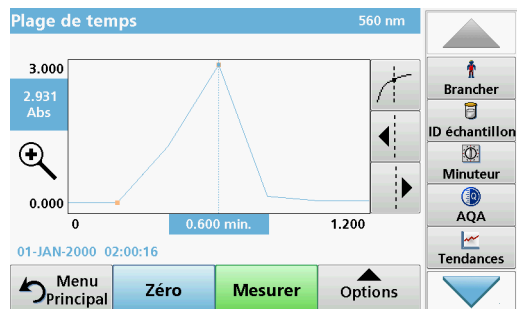 Plage de temps 560 nm
3.000
2.931
Abs
0.000
0 0.600 min. 1.200
01-JAN-2000 02:00:16
Menu
Principal
Zéro
Mesurer
Options
Brancher
ID échantillon
Minuteur
AQA
Tendances